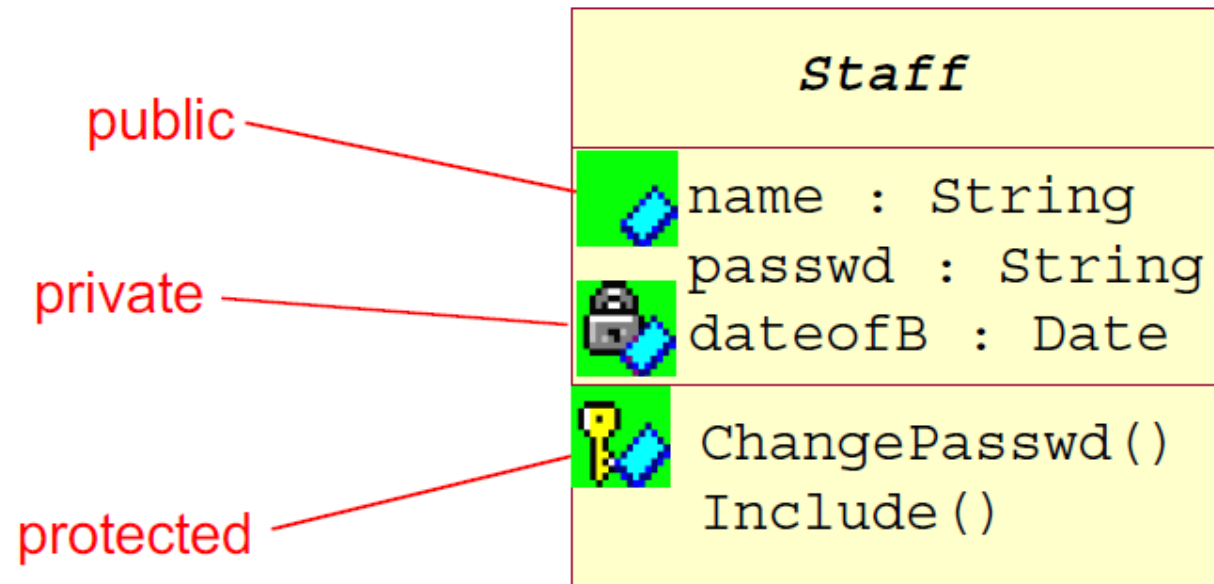 Staff
public
name : String
passwd : String
private
dateofB : Date
ChangePasswd()
Include()
protected